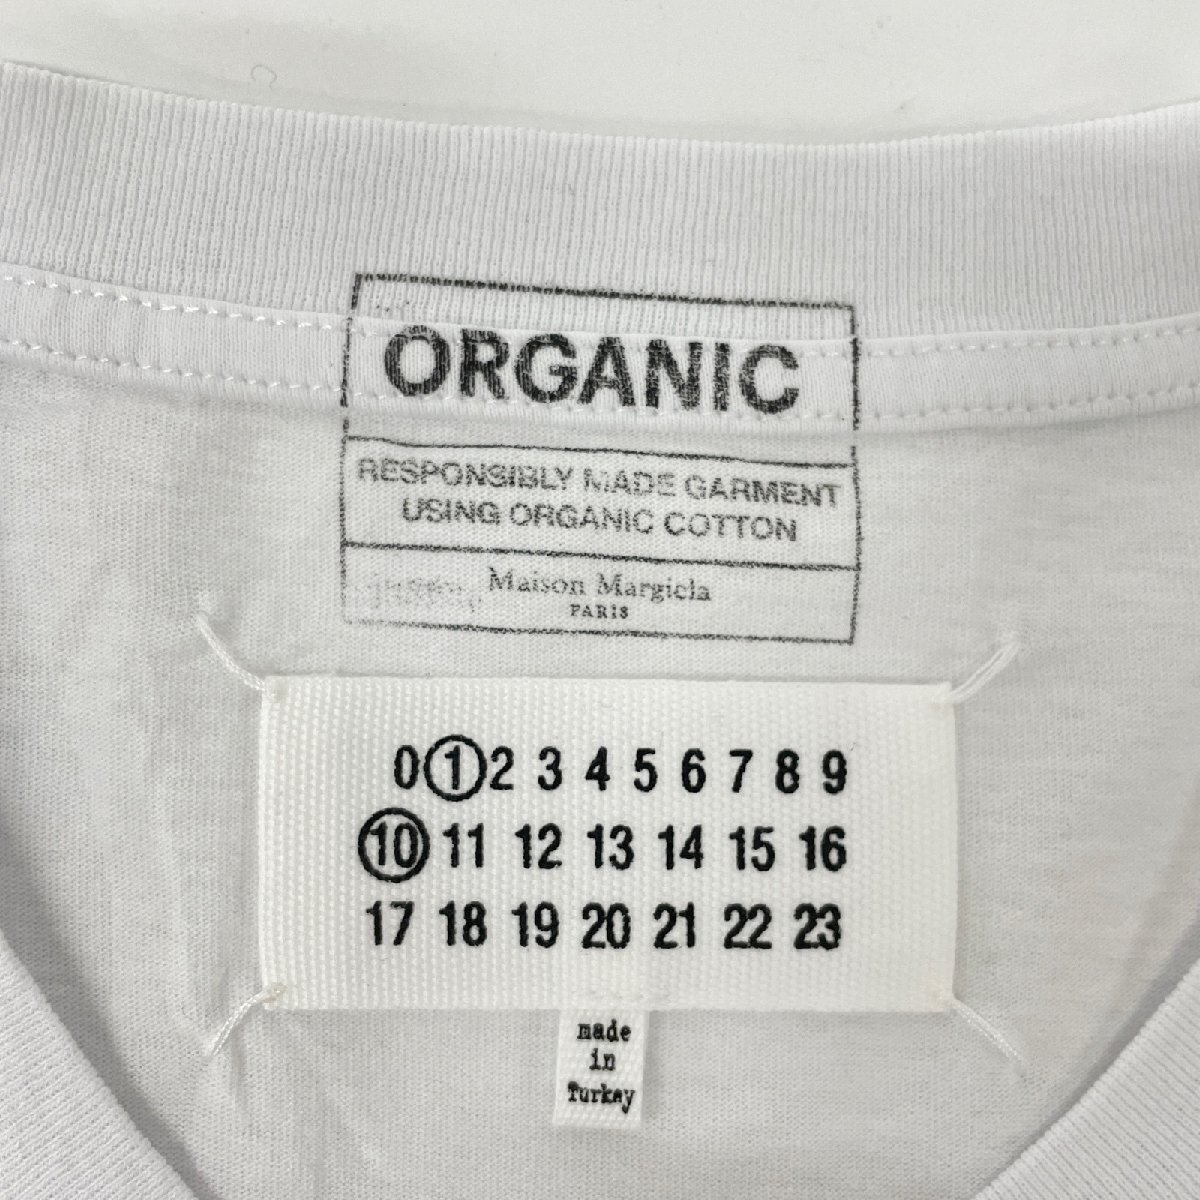 ORGANIC
RESPONSIBLY MADE GARMENT
USING ORGANIC COTTON
Maison Margiela
PARIS
0 1 2 3 4 5 6 7 8 9
10 11 12 13 14 15 16
17 18 19 20 21 22 23
made
in
Turkey